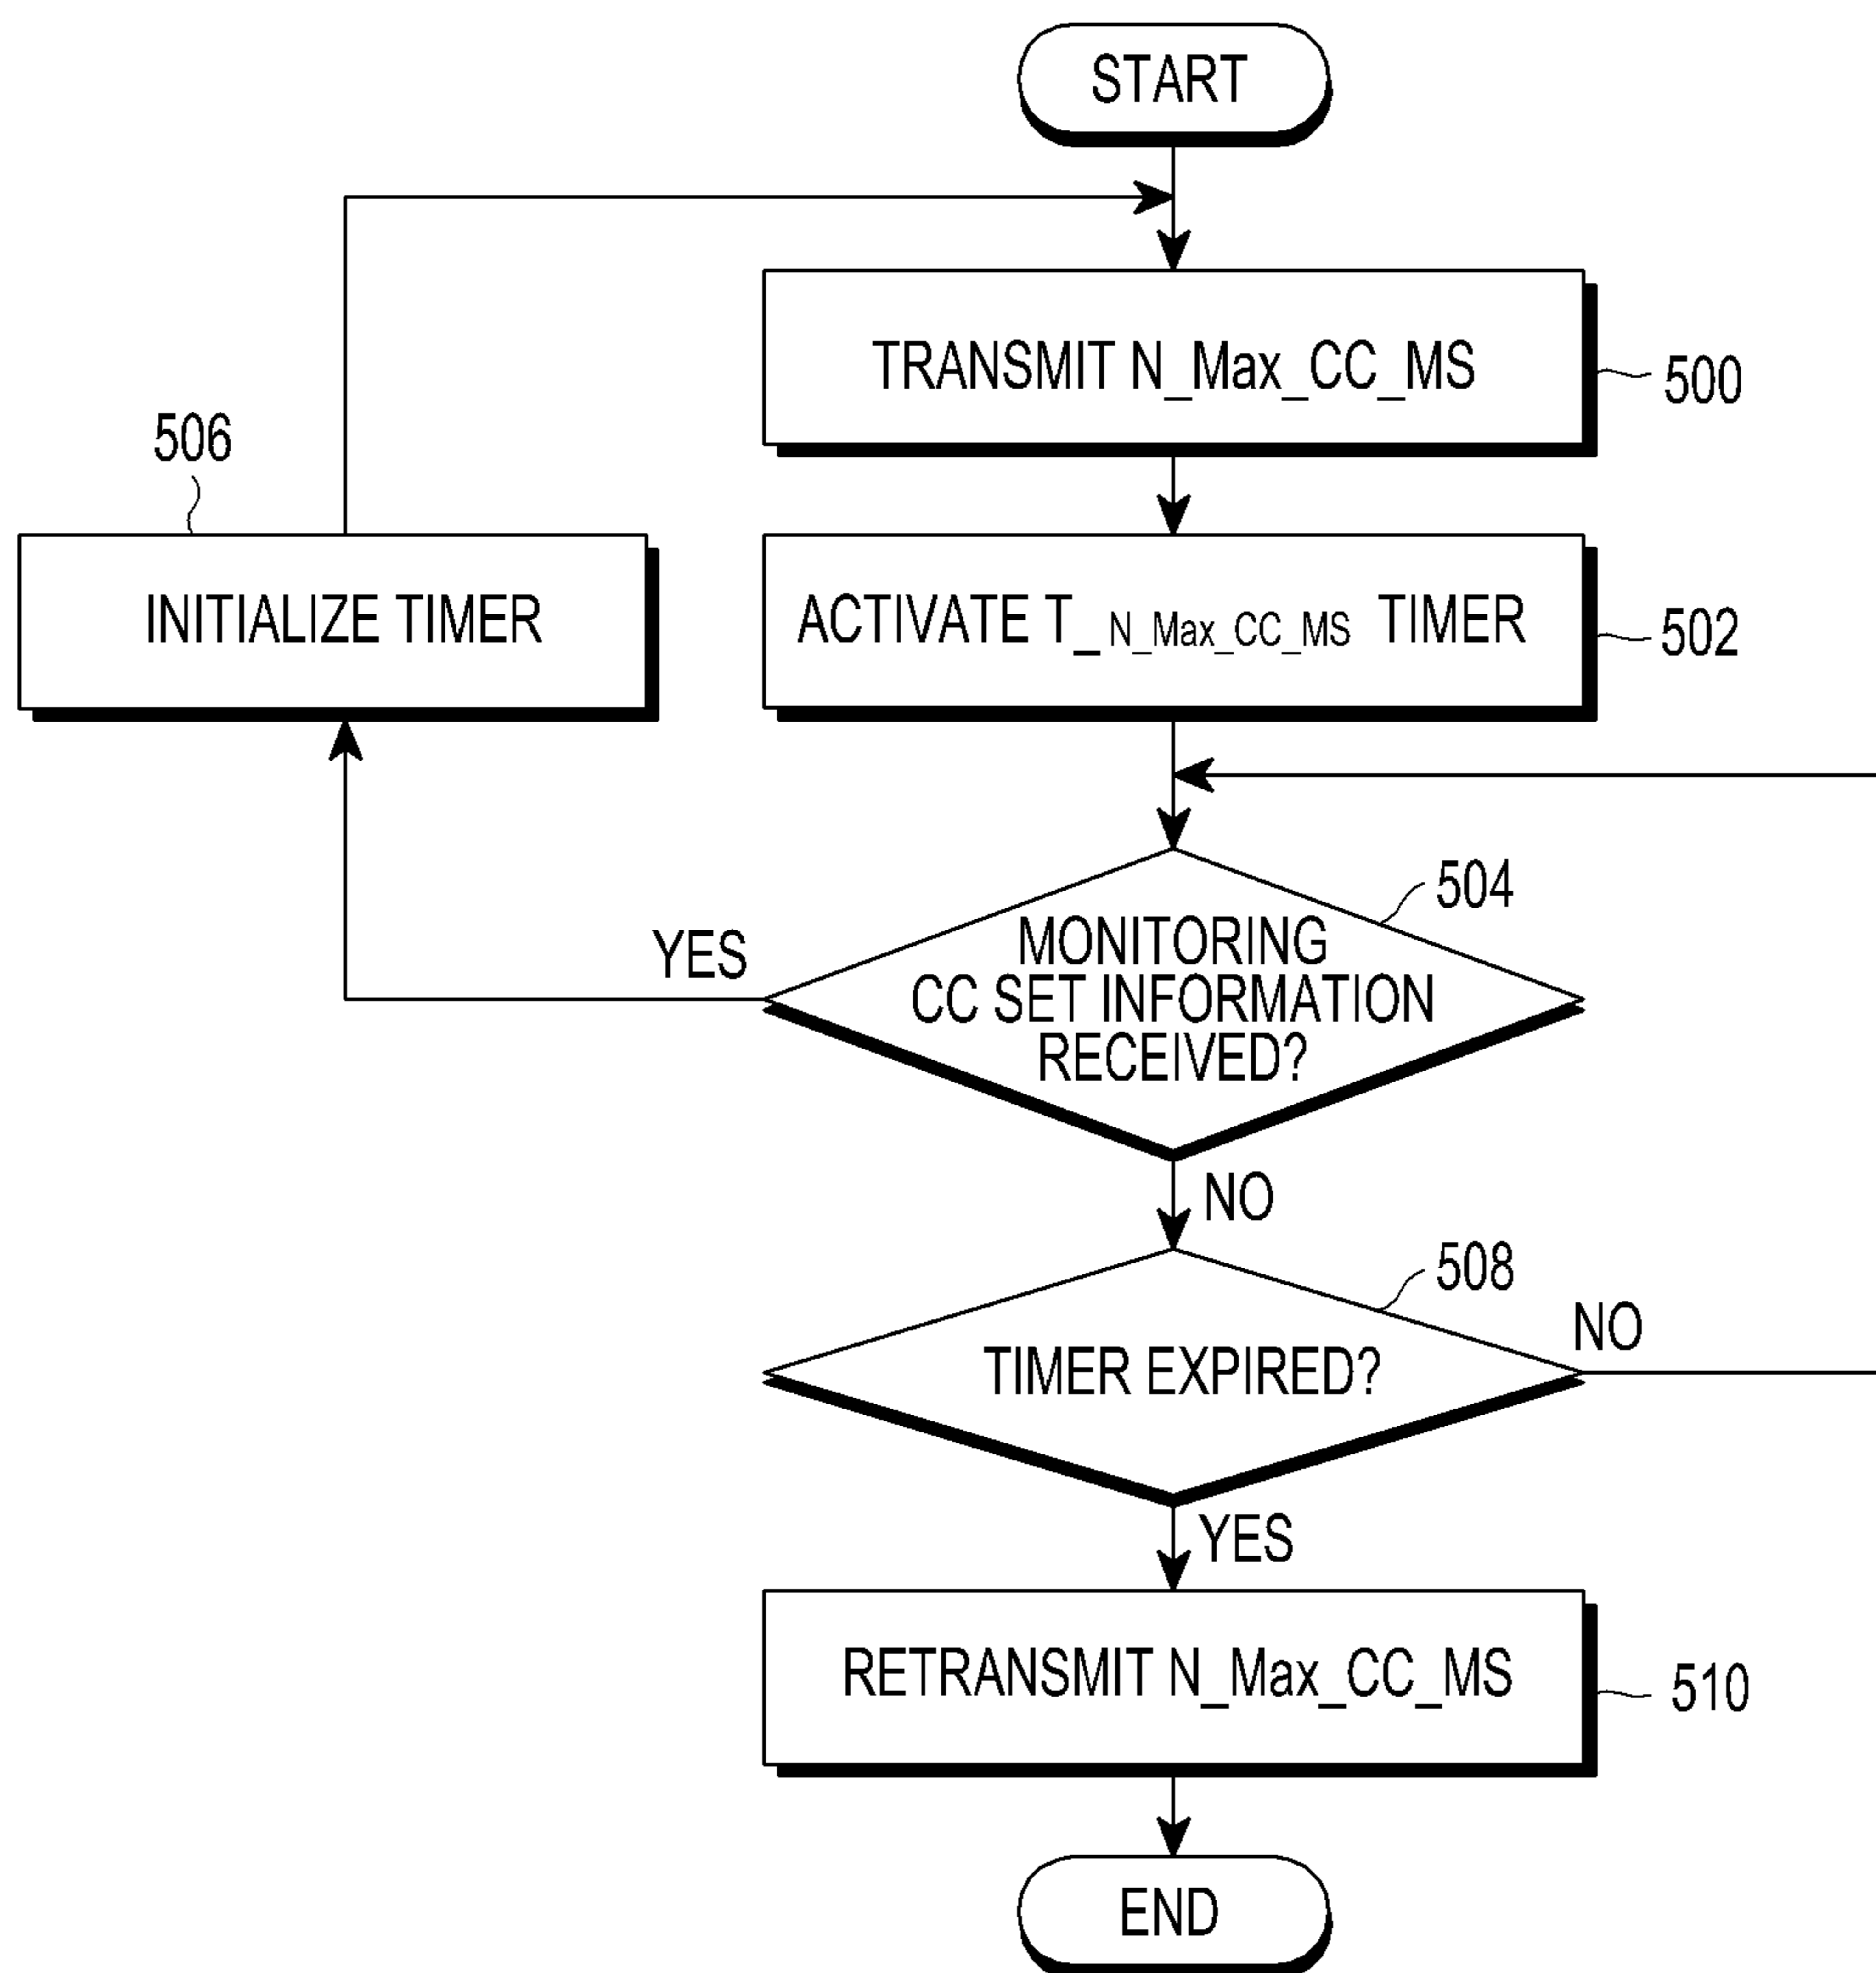 START
TRANSMIT N_Max_CC_MS
500
506
INITIALIZE TIMER
ACTIVATE T_N_Max_CC_MS TIMER
502
504
YES
MONITORING
CC SET INFORMATION
RECEIVED?
NO
508
NO
TIMER EXPIRED?
YES
RETRANSMIT N_Max_CC_MS
510
END